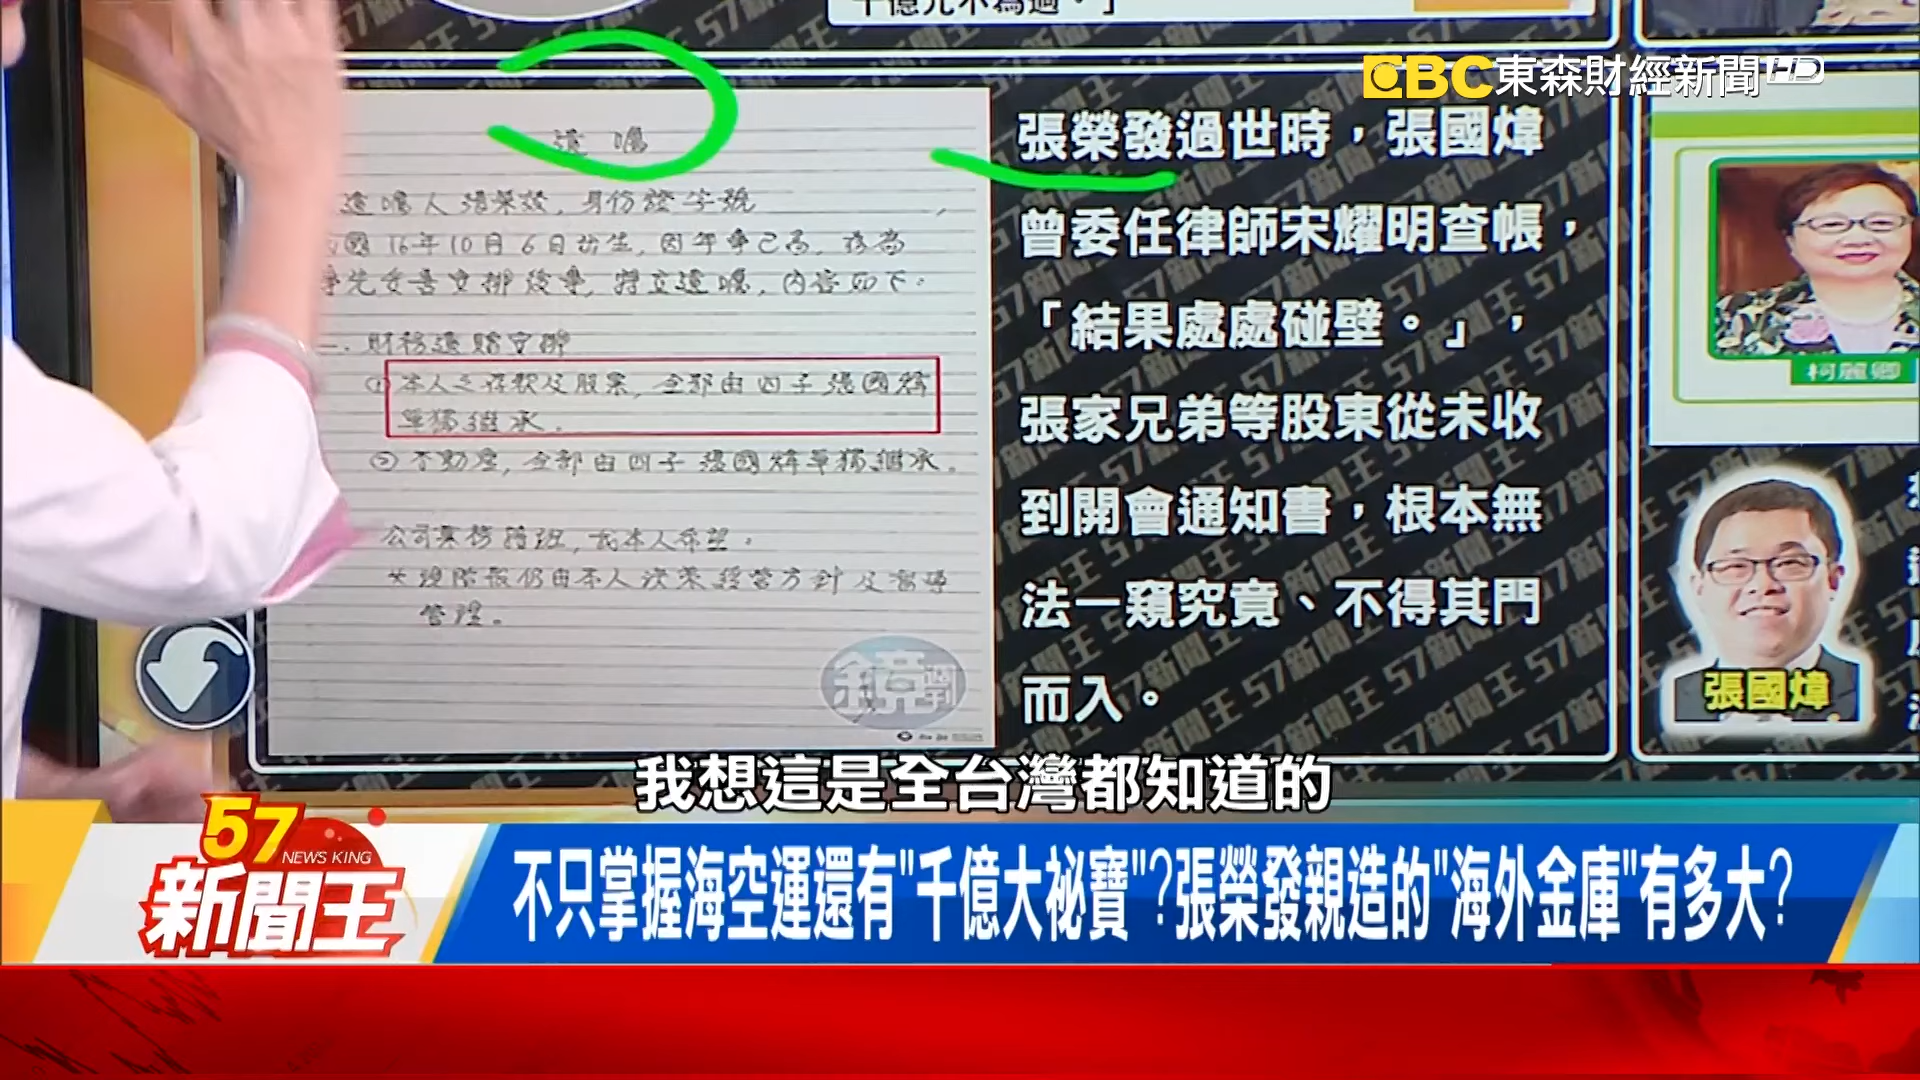 千億元不為過。」
EBC東森財經新聞HD
遺囑
遺囑人張榮發,身份證字號
國16年10月6日出生,因年事已高,為
先妥善安排後事,特立遺囑,內容如下:
一.財務遺贈安排
①本人之存款及股票,全部由四子張國煒
單獨繼承.
②不動產,全部由四子張國煒單獨繼承。
公司業務接班,我本人希望:
現階段仍由本人決策經營方針及督導
管理。
鏡週刊
張榮發過世時,張國煒
曾委任律師宋耀明查帳,
「結果處處碰壁。」,
張家兄弟等股東從未收
到開會通知書,根本無
法一窺究竟、不得其門
而入。
柯麗卿
張國煒
我想這是全台灣都知道的
57 NEWS KING
新聞王
不只掌握海空運還有"千億大祕寶"?張榮發親造的"海外金庫"有多大?